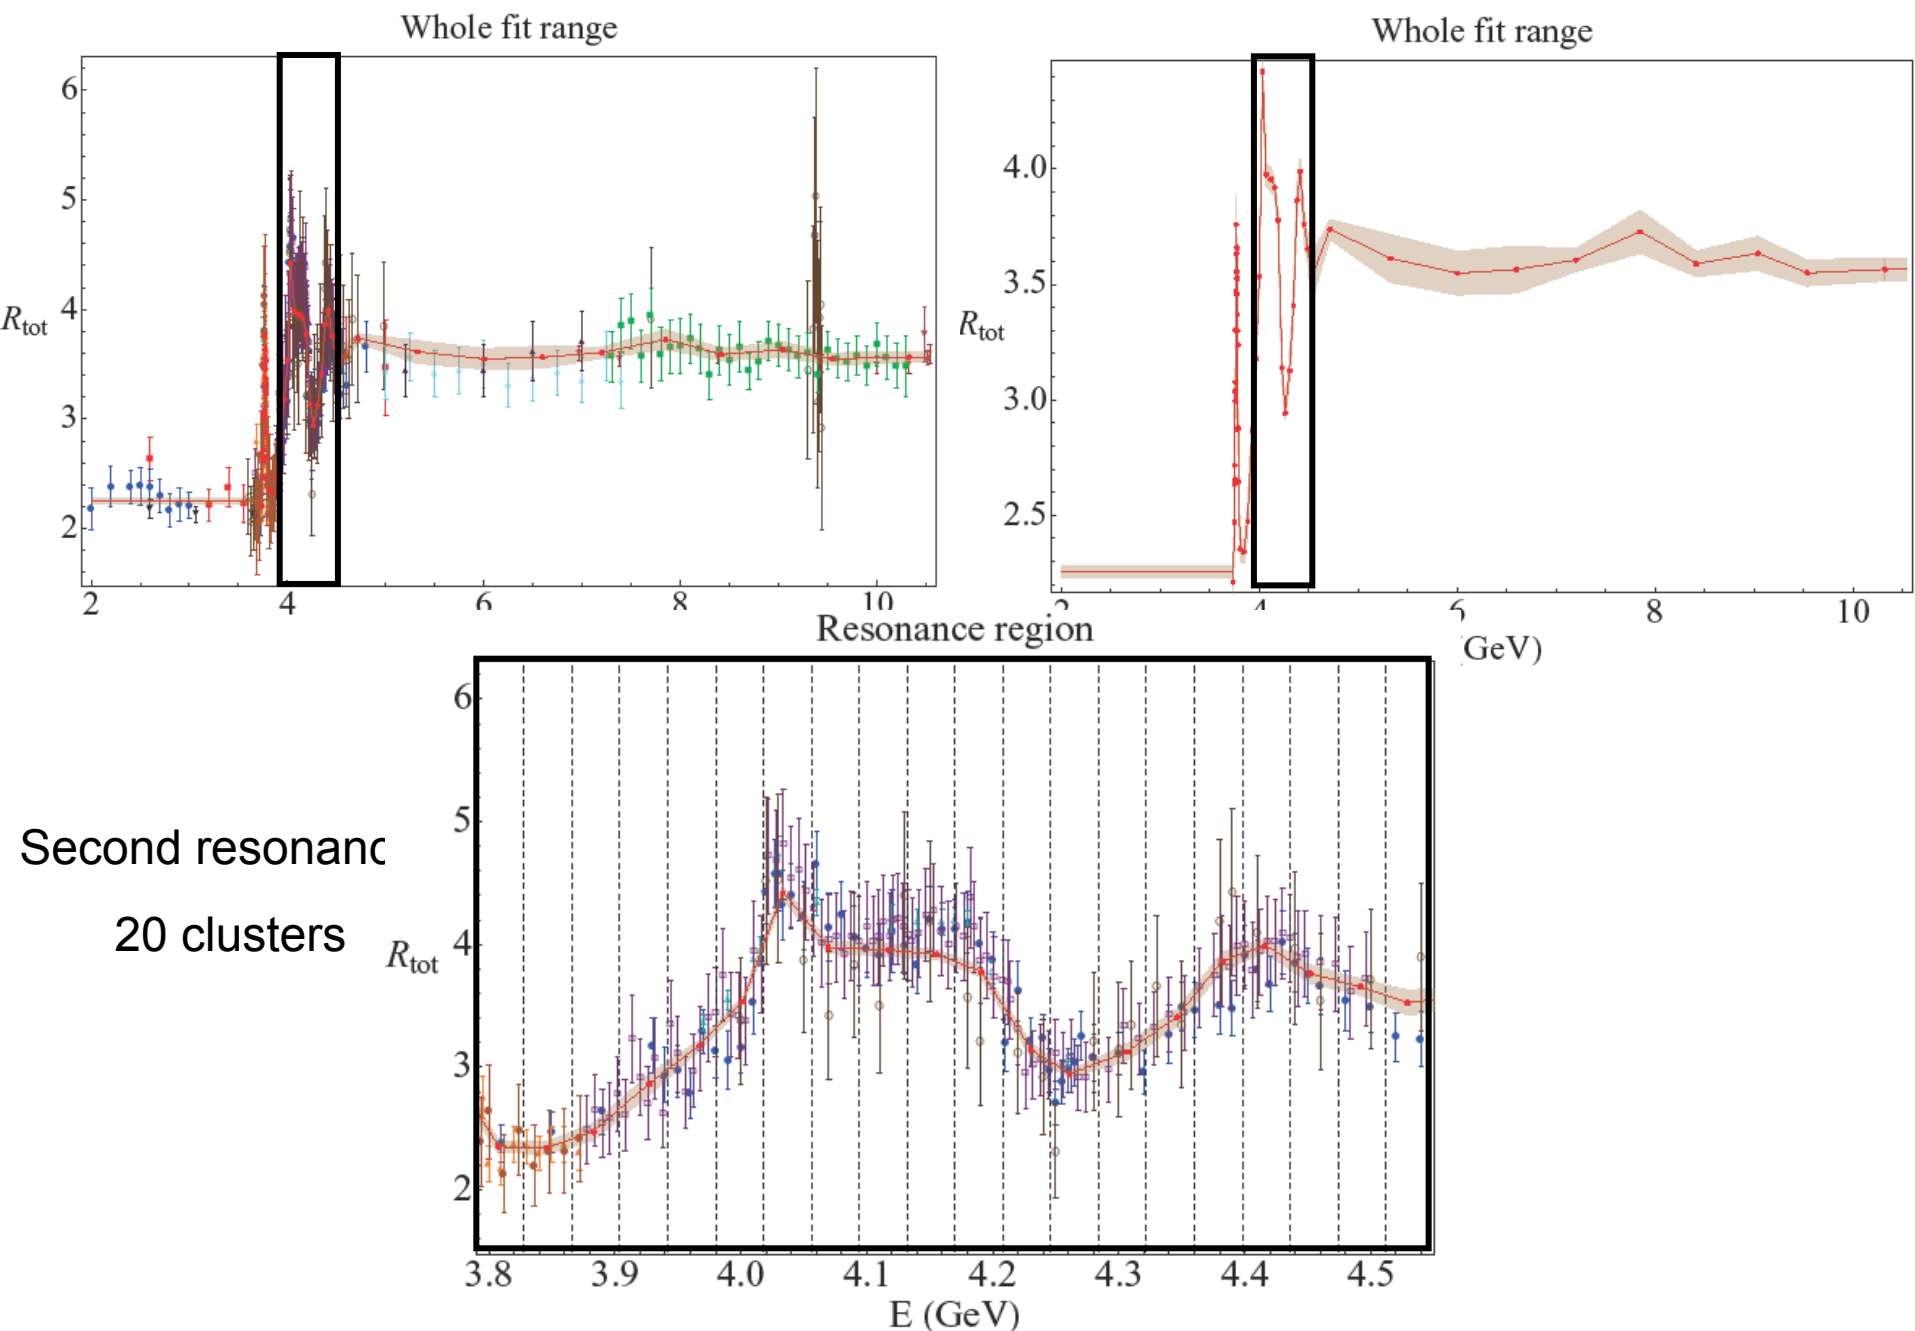 Whole fit range
Whole fit range
6
5
4
3
2
R_tot
2 4 6 8 10
4.0
3.5
3.0
2.5
R_tot
4 8 10
(GeV)
Resonance region
6
5
4
3
2
R_tot
3.8 3.9 4.0 4.1 4.2 4.3 4.4 4.5
E (GeV)
Second resonanc
20 clusters